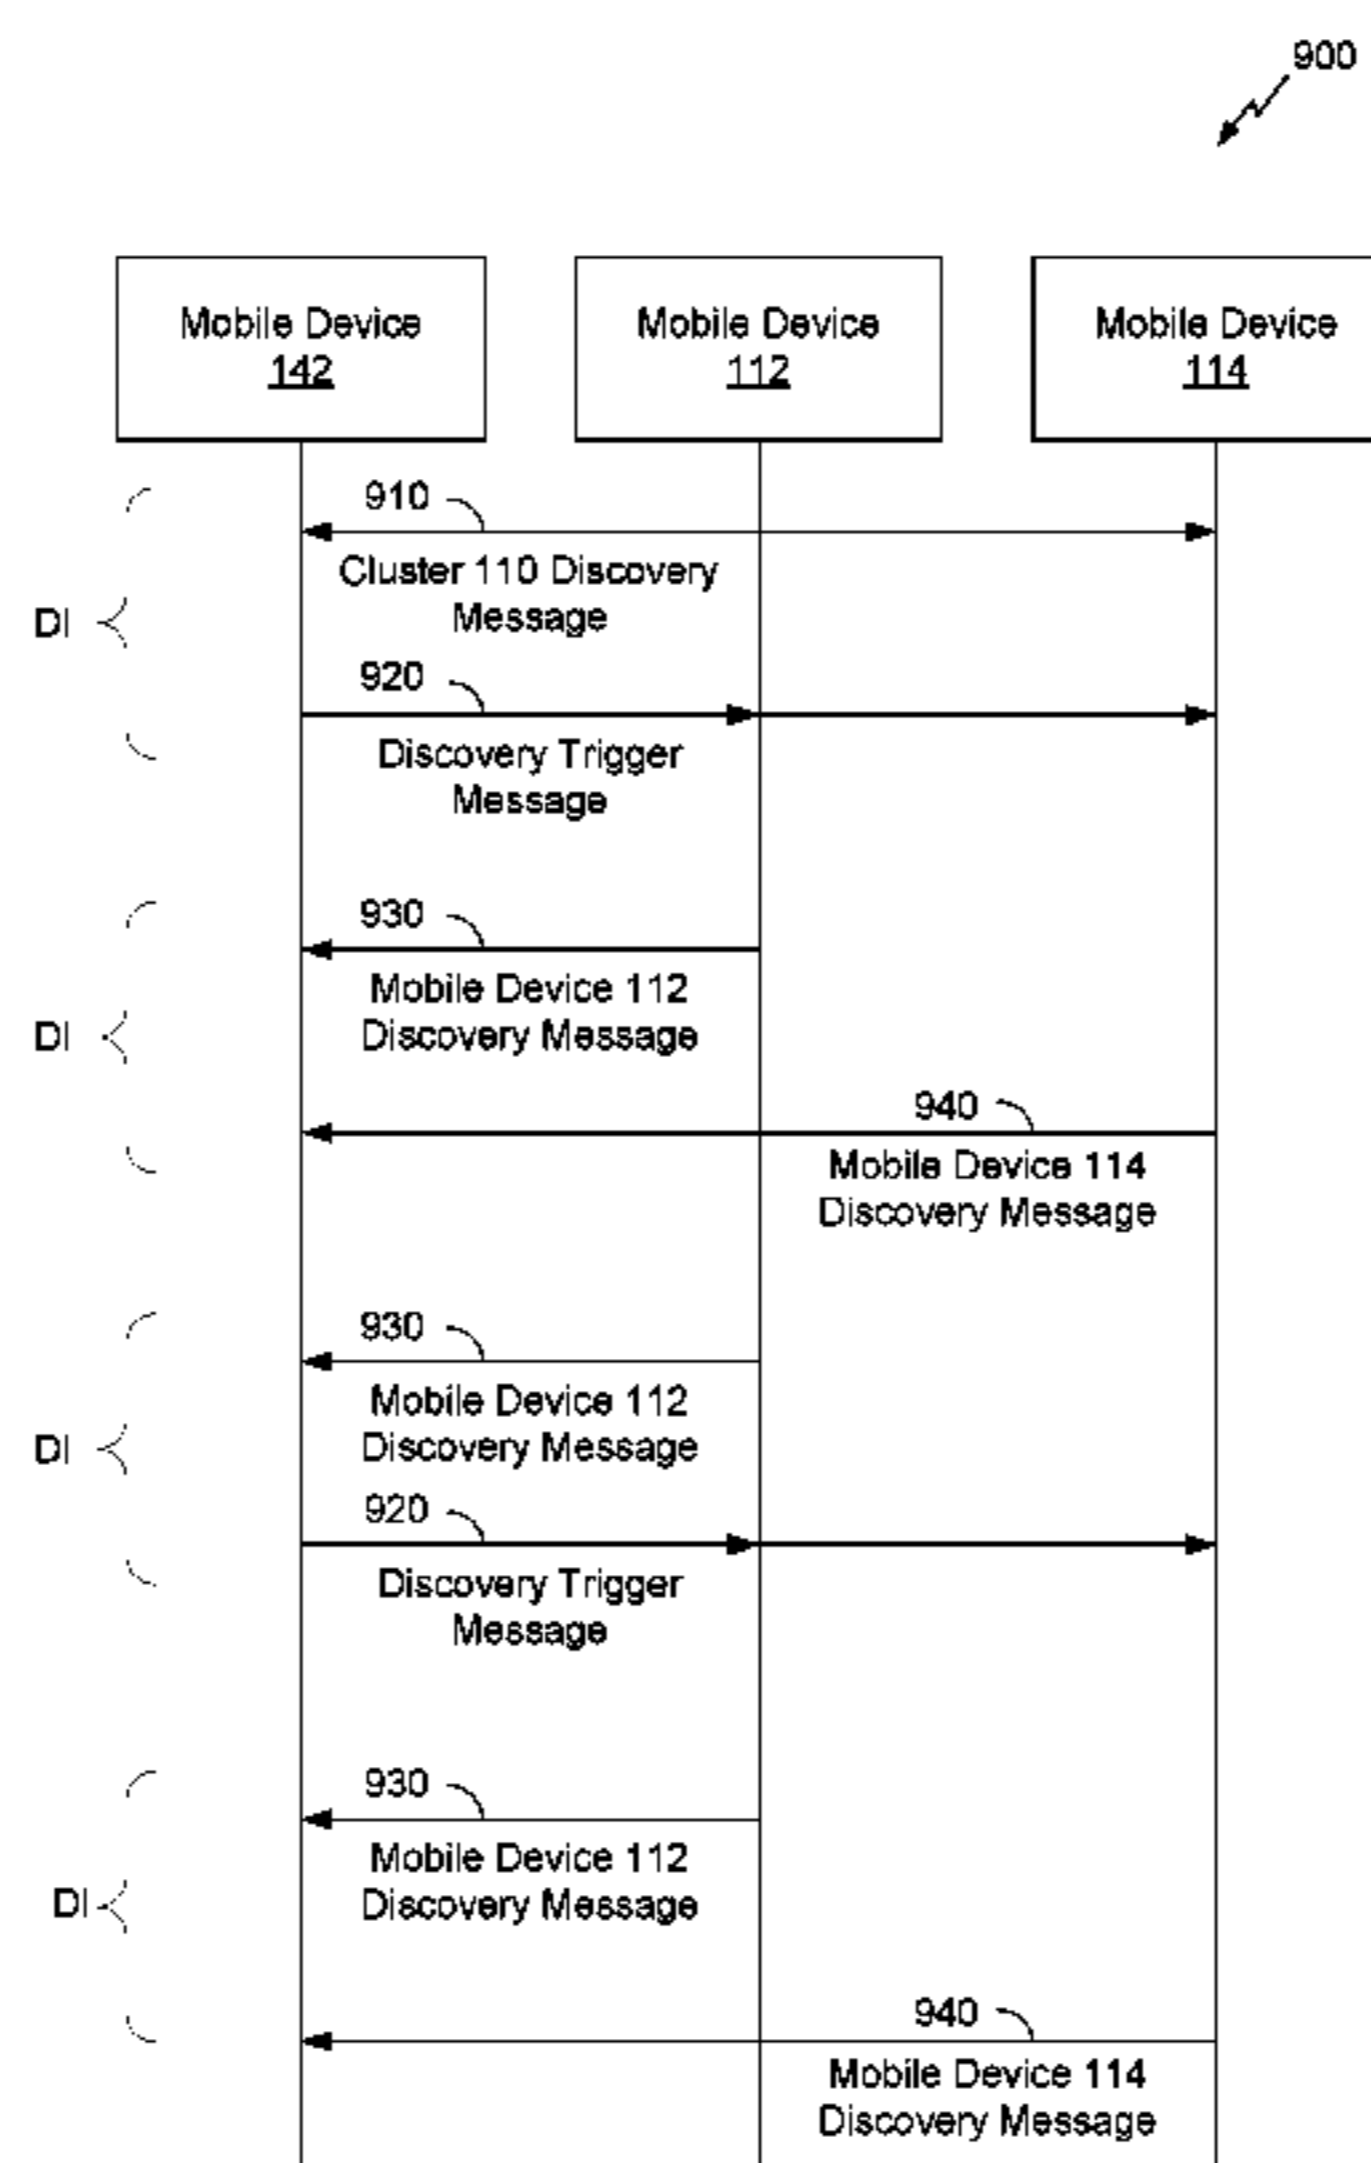 900
Mobile Device
142
Mobile Device
112
Mobile Device
114
910
Cluster 110 Discovery
Message
DI
920
Discovery Trigger
Message
930
Mobile Device 112
Discovery Message
DI
940
Mobile Device 114
Discovery Message
930
Mobile Device 112
Discovery Message
DI
920
Discovery Trigger
Message
930
Mobile Device 112
Discovery Message
DI
940
Mobile Device 114
Discovery Message